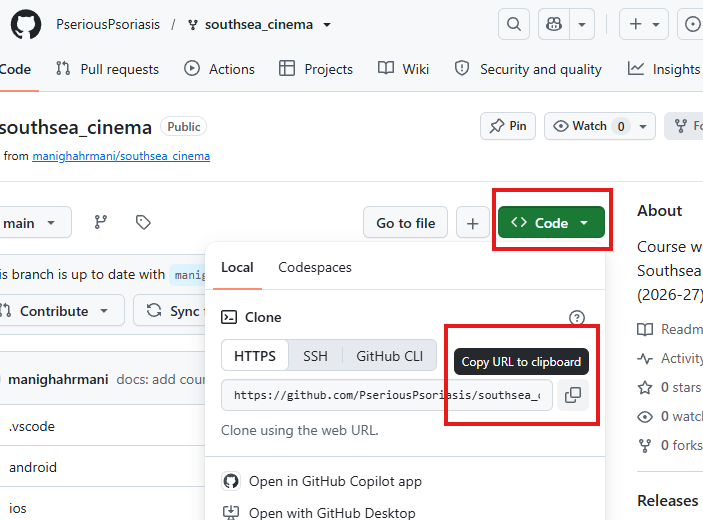 PseriousPsoriasis / southsea_cinema
Code Pull requests Actions Projects Wiki Security and quality Insights
southsea_cinema Public Pin Watch 0
from manighahrmani/southsea_cinema
main Go to file Code
About
Course w
Southsea
(2026-27)
is branch is up to date with
Local Codespaces
Contribute Sync
Clone
HTTPS SSH GitHub CLI
Copy URL to clipboard
https://github.com/PseriousPsoriasis/southsea_c
Clone using the web URL.
Readm
Activity
0 stars
0 watch
0 forks
manighahrmani docs: add cour
.vscode
android
ios
Open in GitHub Copilot app
Open with GitHub Desktop
Releases